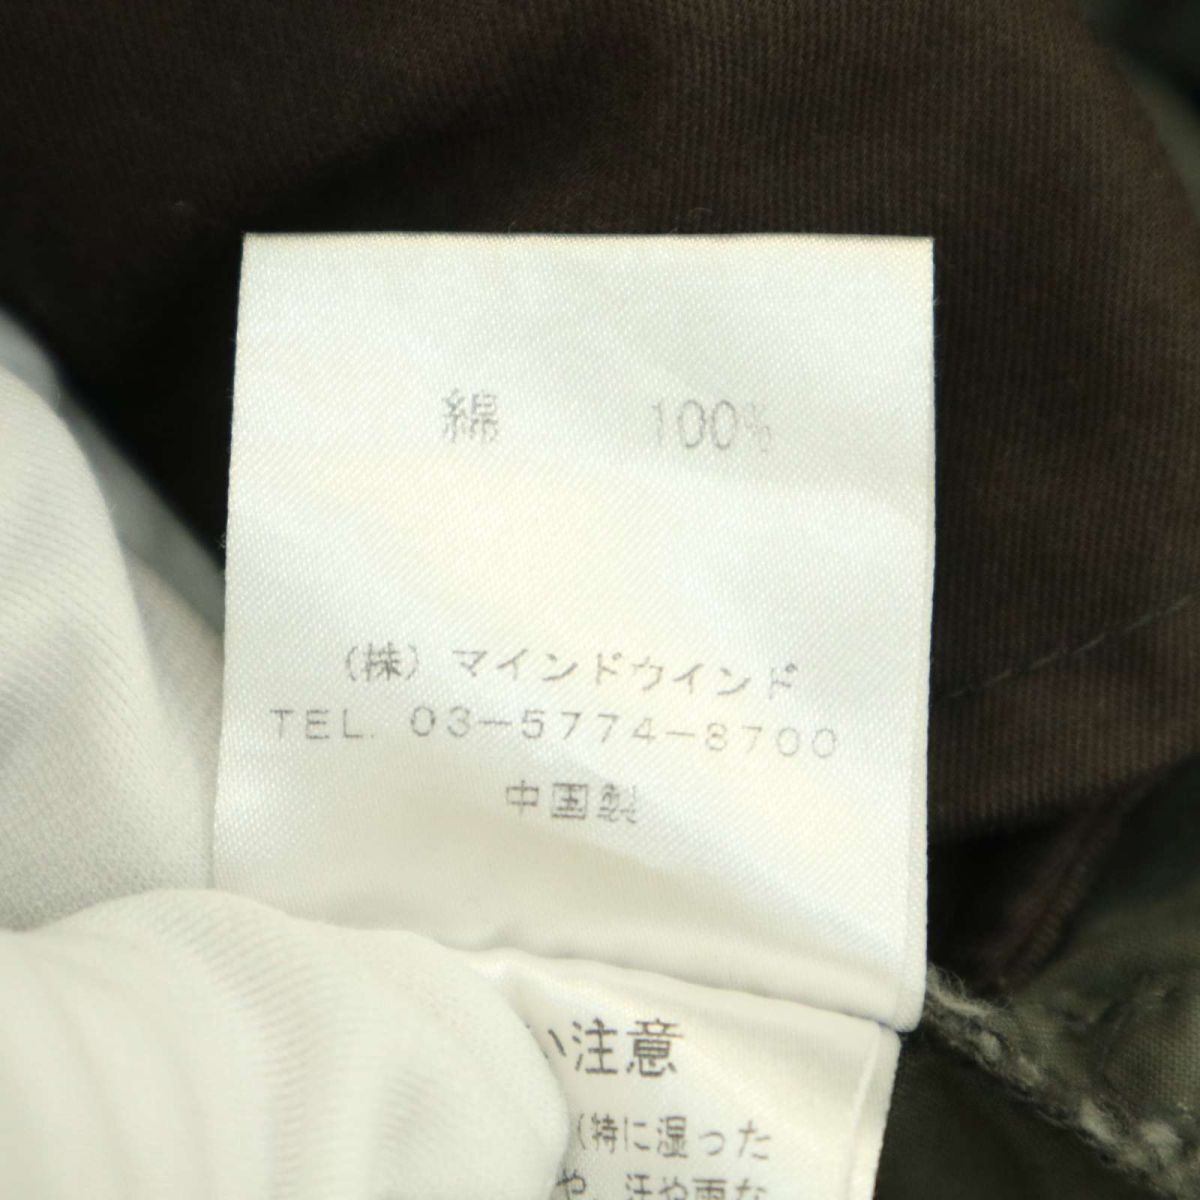 綿 100%
(株) マインドウインド
TEL. 03-5774-8700
中国製
い注意
(特に湿った
や、汗や雨な